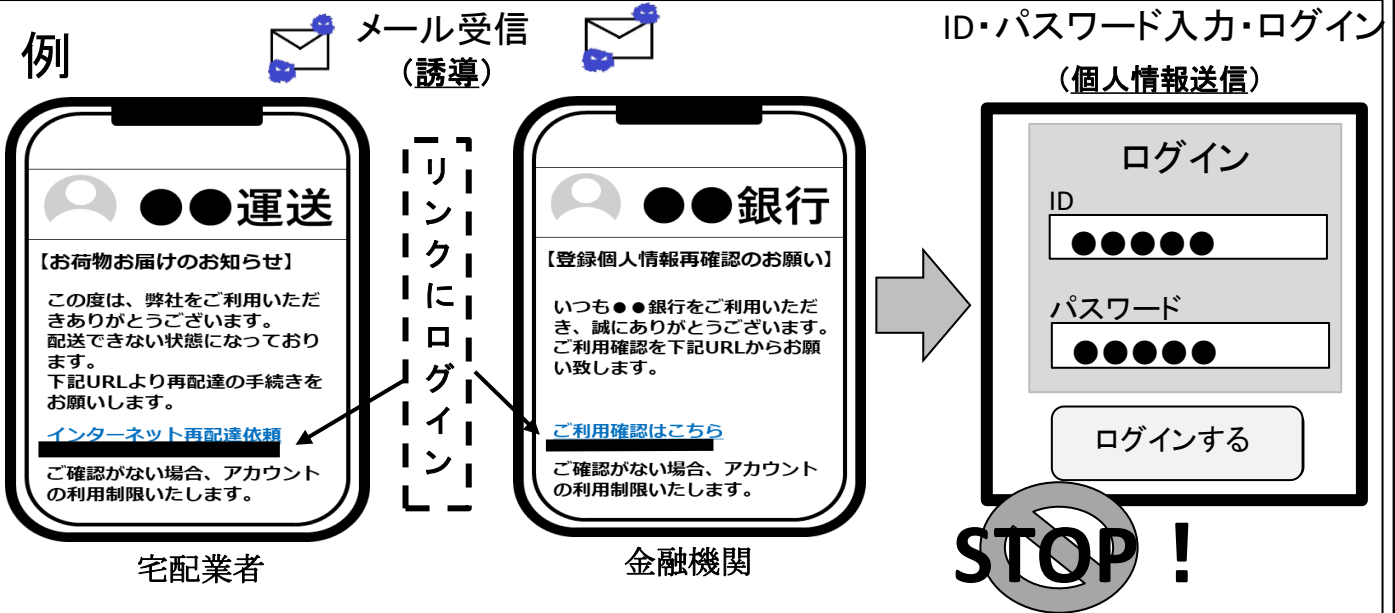 例
メール受信
（誘導）
●●運送
【お荷物お届けのお知らせ】
この度は、弊社をご利用いただ
きありがとうございます。
配送できない状態になっており
ます。
下記URLより再配達の手続きを
お願いします。
インターネット再配達依頼
ご確認がない場合、アカウント
の利用制限いたします。
宅配業者
リンクにログイン
●●銀行
【登録個人情報再確認のお願い】
いつも●●銀行をご利用いただ
き、誠にありがとうございます。
ご利用確認を下記URLからお願
い致します。
ご利用確認はこちら
ご確認がない場合、アカウント
の利用制限いたします。
金融機関
ID・パスワード入力・ログイン
（個人情報送信）
ログイン
ID
●●●●●
パスワード
●●●●●
ログインする
STOP！